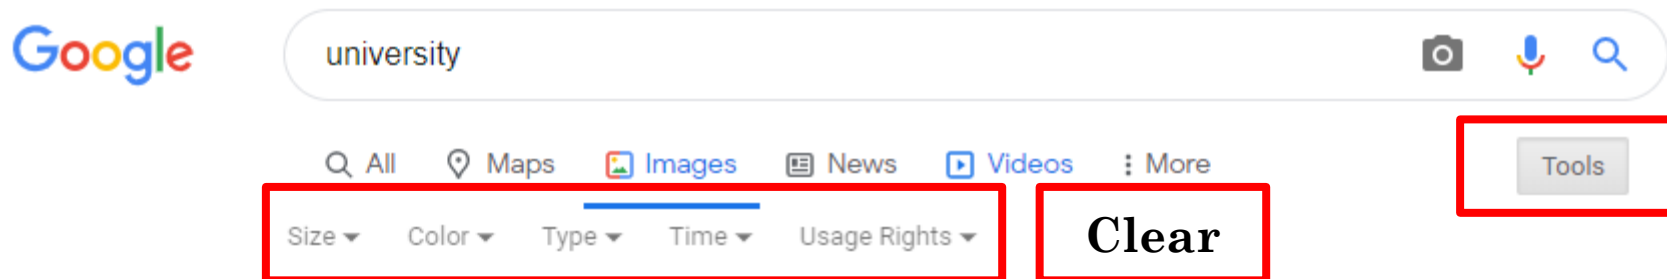 Google university
All Maps Images News Videos More Tools
Size Color Type Time Usage Rights Clear